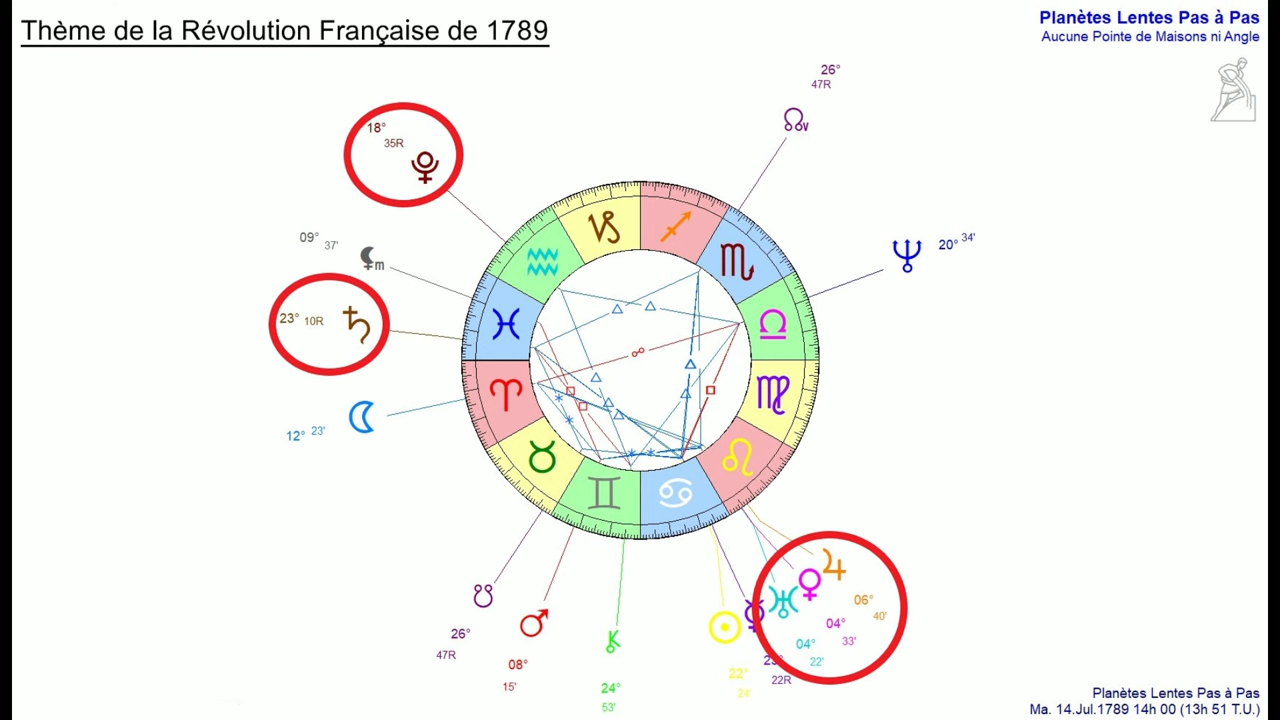 Thème de la Révolution Française de 1789
Planètes Lentes Pas à Pas
Aucune Pointe de Maisons ni Angle
26°
47R
18°
35R
09°
37'
m
20° 34'
23° 10R
12° 23'
06°
40'
04°
33'
04°
22'
26°
47R
08°
15'
24°
53'
22°
24'
22R
Planètes Lentes Pas à Pas
Ma. 14.Jul.1789 14h 00 (13h 51 T.U.)